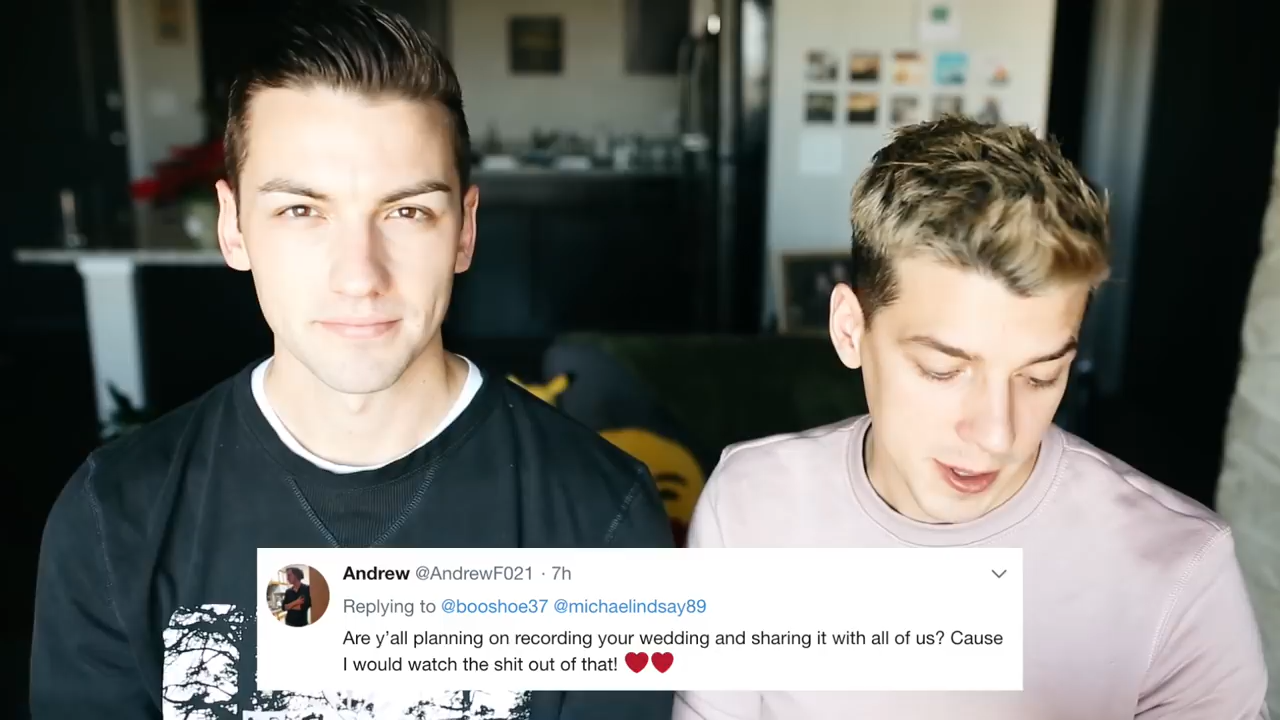 Andrew @AndrewF021 · 7h
Replying to @booshoe37 @michaelindsay89
Are y’all planning on recording your wedding and sharing it with all of us? Cause
I would watch the shit out of that! ❤️❤️